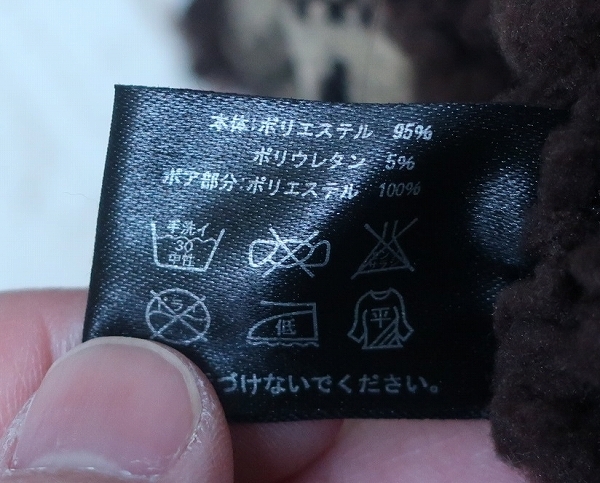 本体:ポリエステル 95%
ポリウレタン 5%
ボア部分:ポリエステル 100%
手洗イ
30
中性
ドラ
低
平
づけないでください。